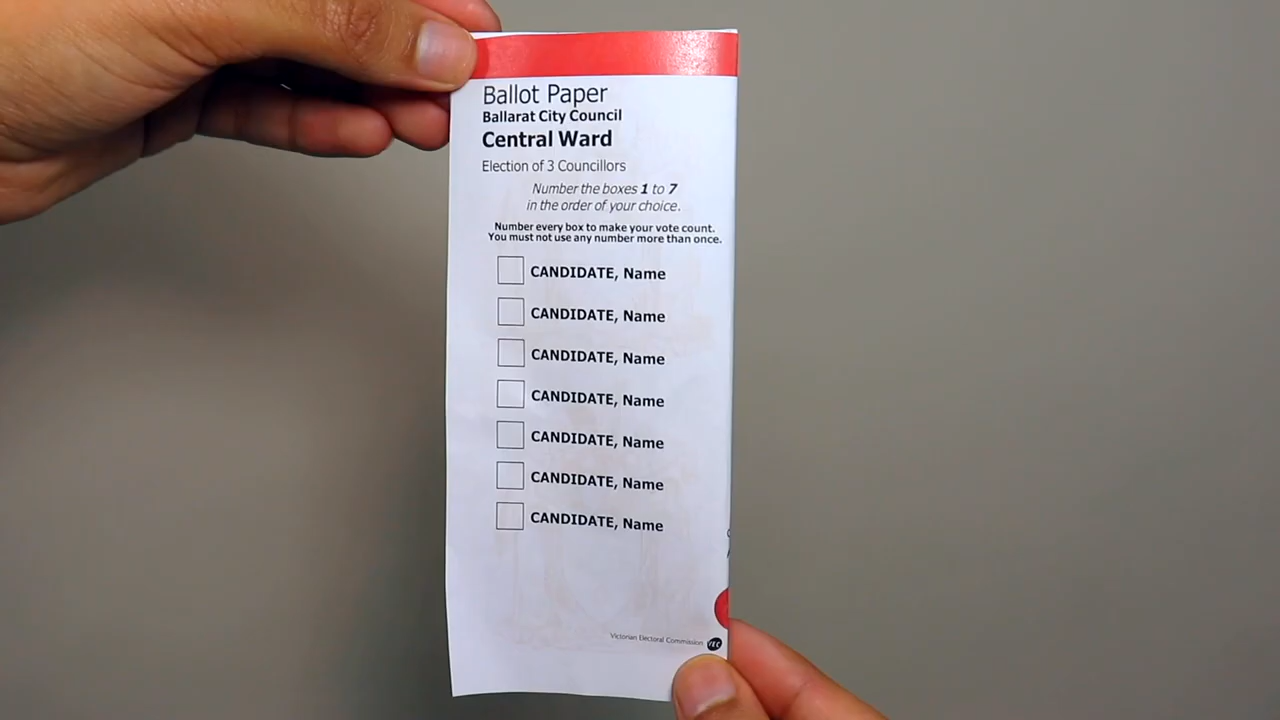 Ballot Paper
Ballarat City Council
Central Ward
Election of 3 Councillors
Number the boxes 1 to 7
in the order of your choice.
Number every box to make your vote count.
You must not use any number more than once.
CANDIDATE, Name
CANDIDATE, Name
CANDIDATE, Name
CANDIDATE, Name
CANDIDATE, Name
CANDIDATE, Name
CANDIDATE, Name
Victorian Electoral Commission VEC